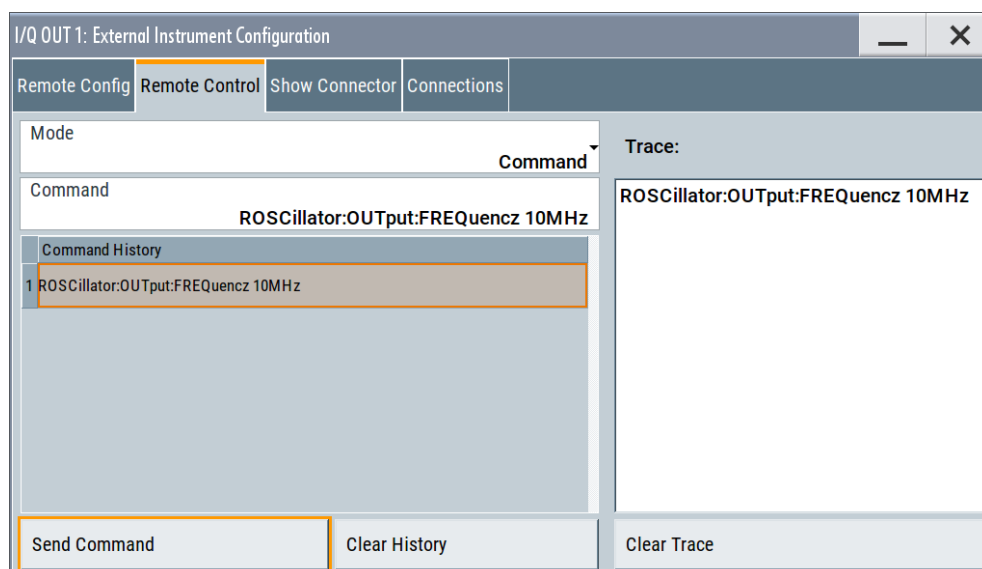 I/Q OUT 1: External Instrument Configuration
Remote Config Remote Control Show Connector Connections
Mode
Command
Command
ROSCillator:OUTput:FREQuencz 10MHz
Command History
1 ROSCillator:OUTput:FREQuencz 10MHz
Send Command
Clear History
Trace:
ROSCillator:OUTput:FREQuencz 10MHz
Clear Trace